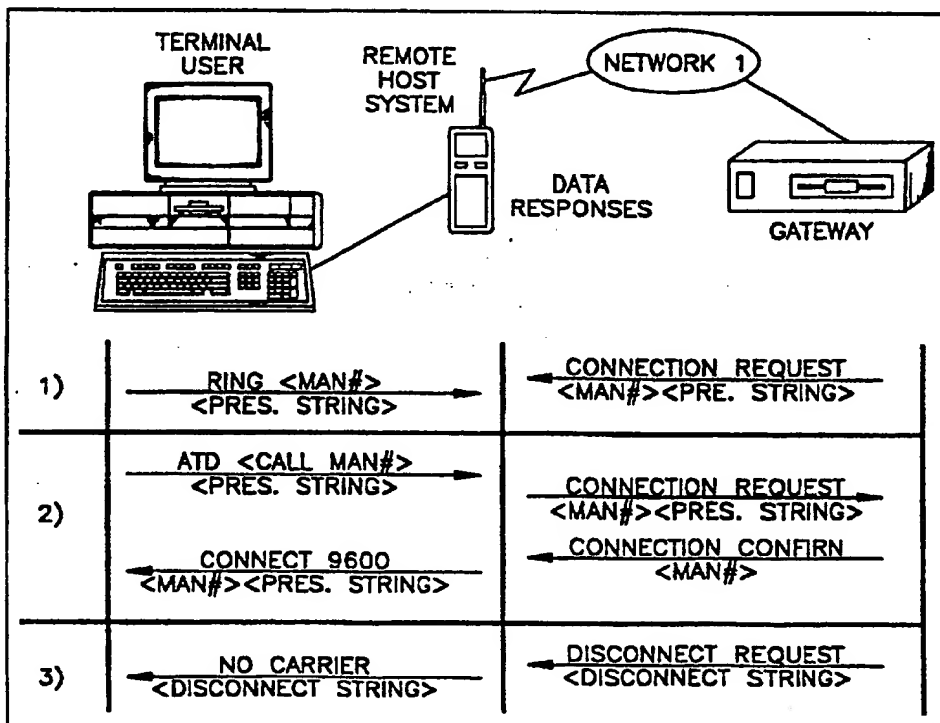 TERMINAL
USER
REMOTE
HOST
SYSTEM
NETWORK 1
DATA
RESPONSES
GATEWAY
1)
RING <MAN#>
<PRES. STRING>
CONNECTION REQUEST
<MAN#><PRE. STRING>
2)
ATD <CALL MAN#>
<PRES. STRING>
CONNECTION REQUEST
<MAN#><PRES. STRING>
CONNECT 9600
<MAN#><PRES. STRING>
CONNECTION CONFIRN
<MAN#>
3)
NO CARRIER
<DISCONNECT STRING>
DISCONNECT REQUEST
<DISCONNECT STRING>